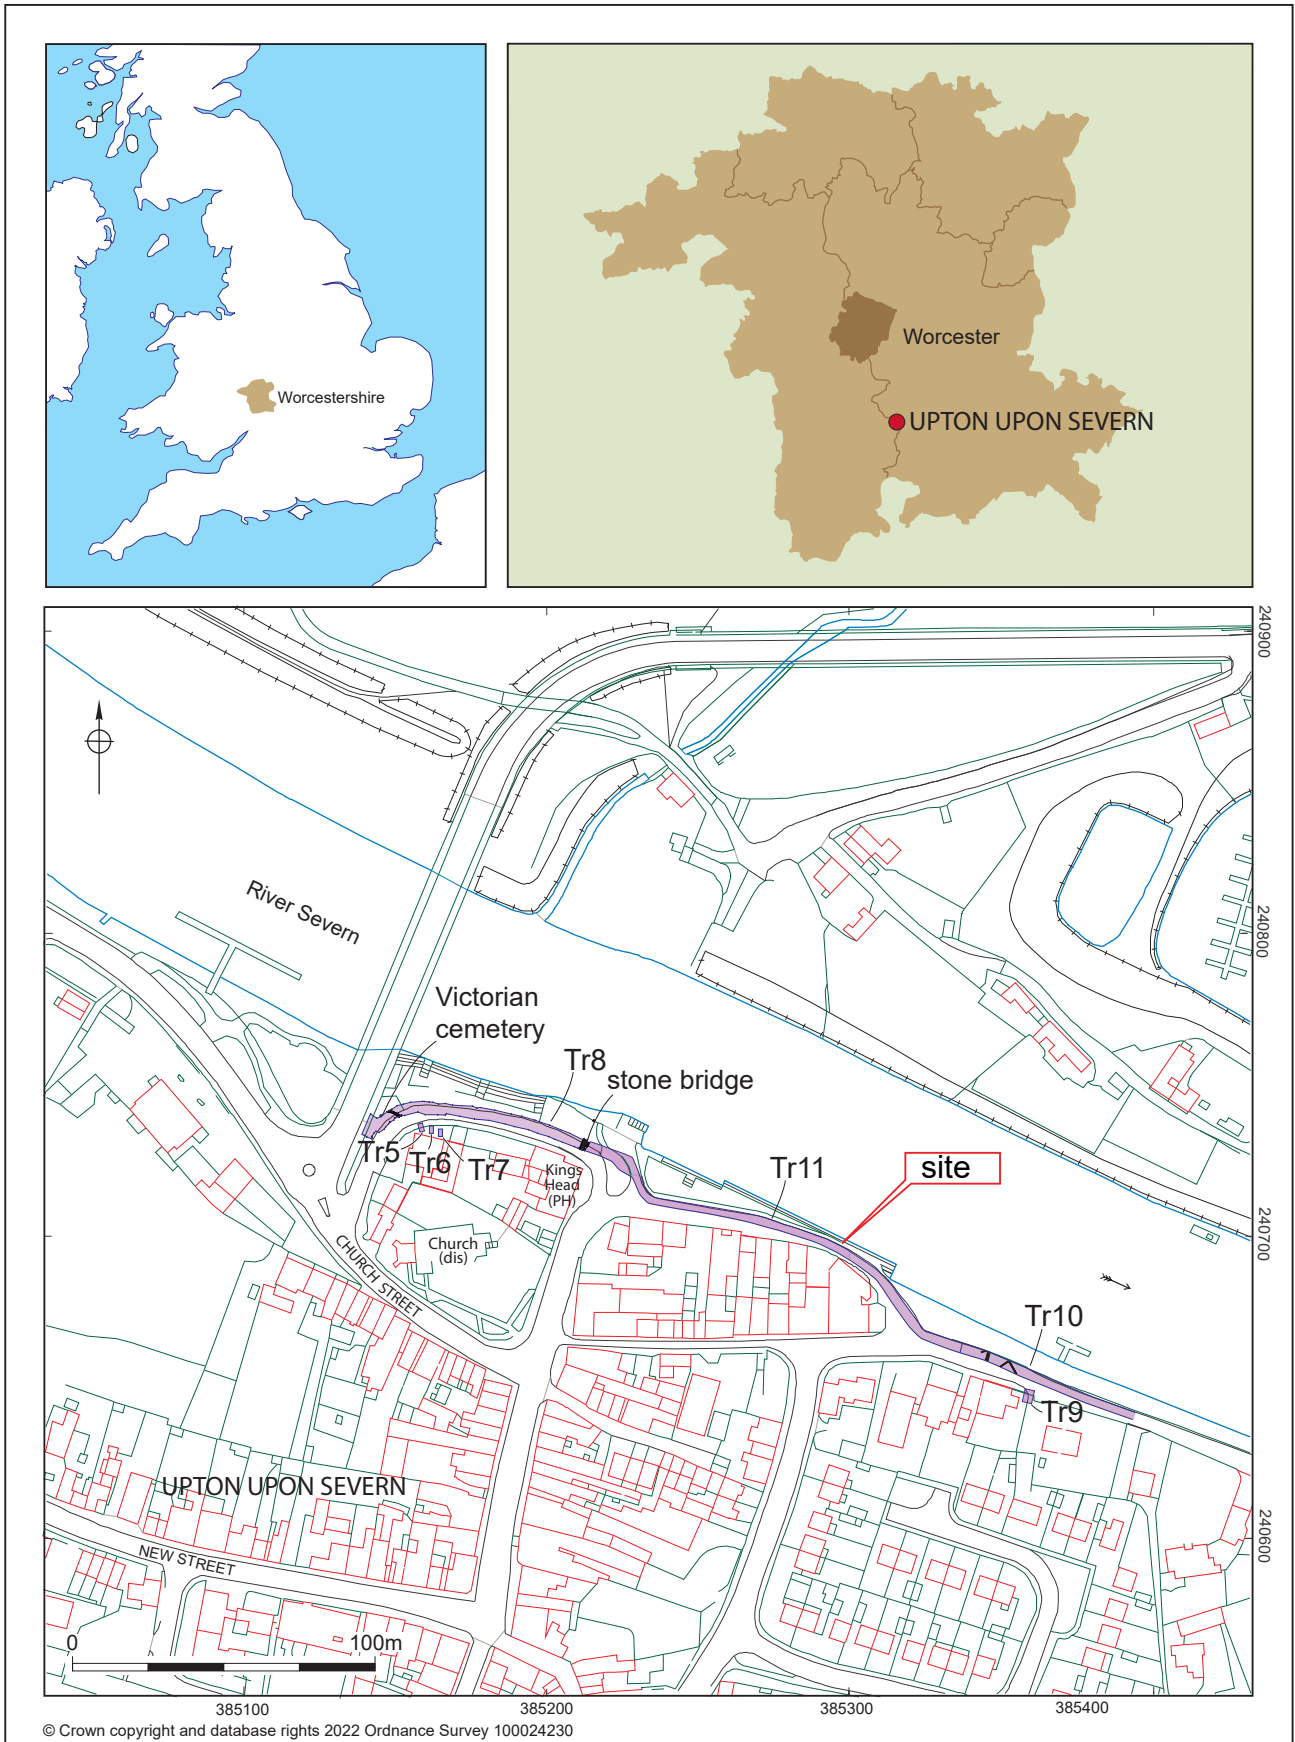 Worcestershire
Worcester
UPTON UPON SEVERN
240900
240800
240700
240600
River Severn
Victorian
cemetery
Tr8
stone bridge
Tr5
Tr6
Tr7
Kings
Head
(PH)
Tr11
site
Church
(dis)
CHURCH STREET
Tr10
Tr9
UPTON UPON SEVERN
NEW STREET
0
100m
385100
385200
385300
385400
© Crown copyright and database rights 2022 Ordnance Survey 100024230